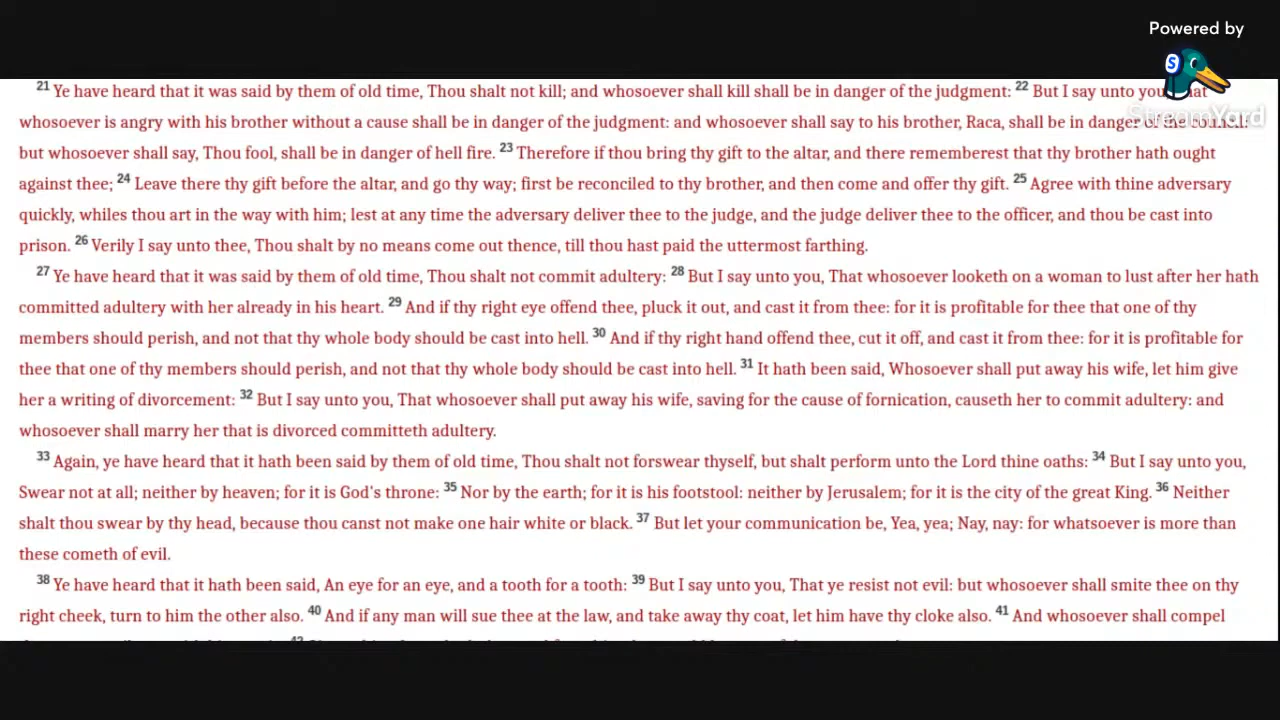 Powered by
S
StreamYard
21 Ye have heard that it was said by them of old time, Thou shalt not kill; and whosoever shall kill shall be in danger of the judgment: 22 But I say unto you, That
whosoever is angry with his brother without a cause shall be in danger of the judgment: and whosoever shall say to his brother, Raca, shall be in danger of the council:
but whosoever shall say, Thou fool, shall be in danger of hell fire. 23 Therefore if thou bring thy gift to the altar, and there rememberest that thy brother hath ought
against thee; 24 Leave there thy gift before the altar, and go thy way; first be reconciled to thy brother, and then come and offer thy gift. 25 Agree with thine adversary
quickly, whiles thou art in the way with him; lest at any time the adversary deliver thee to the judge, and the judge deliver thee to the officer, and thou be cast into
prison. 26 Verily I say unto thee, Thou shalt by no means come out thence, till thou hast paid the uttermost farthing.
27 Ye have heard that it was said by them of old time, Thou shalt not commit adultery: 28 But I say unto you, That whosoever looketh on a woman to lust after her hath
committed adultery with her already in his heart. 29 And if thy right eye offend thee, pluck it out, and cast it from thee: for it is profitable for thee that one of thy
members should perish, and not that thy whole body should be cast into hell. 30 And if thy right hand offend thee, cut it off, and cast it from thee: for it is profitable for
thee that one of thy members should perish, and not that thy whole body should be cast into hell. 31 It hath been said, Whosoever shall put away his wife, let him give
her a writing of divorcement: 32 But I say unto you, That whosoever shall put away his wife, saving for the cause of fornication, causeth her to commit adultery: and
whosoever shall marry her that is divorced committeth adultery.
33 Again, ye have heard that it hath been said by them of old time, Thou shalt not forswear thyself, but shalt perform unto the Lord thine oaths: 34 But I say unto you,
Swear not at all; neither by heaven; for it is God's throne: 35 Nor by the earth; for it is his footstool: neither by Jerusalem; for it is the city of the great King. 36 Neither
shalt thou swear by thy head, because thou canst not make one hair white or black. 37 But let your communication be, Yea, yea; Nay, nay: for whatsoever is more than
these cometh of evil.
38 Ye have heard that it hath been said, An eye for an eye, and a tooth for a tooth: 39 But I say unto you, That ye resist not evil: but whosoever shall smite thee on thy
right cheek, turn to him the other also. 40 And if any man will sue thee at the law, and take away thy coat, let him have thy cloke also. 41 And whosoever shall compel